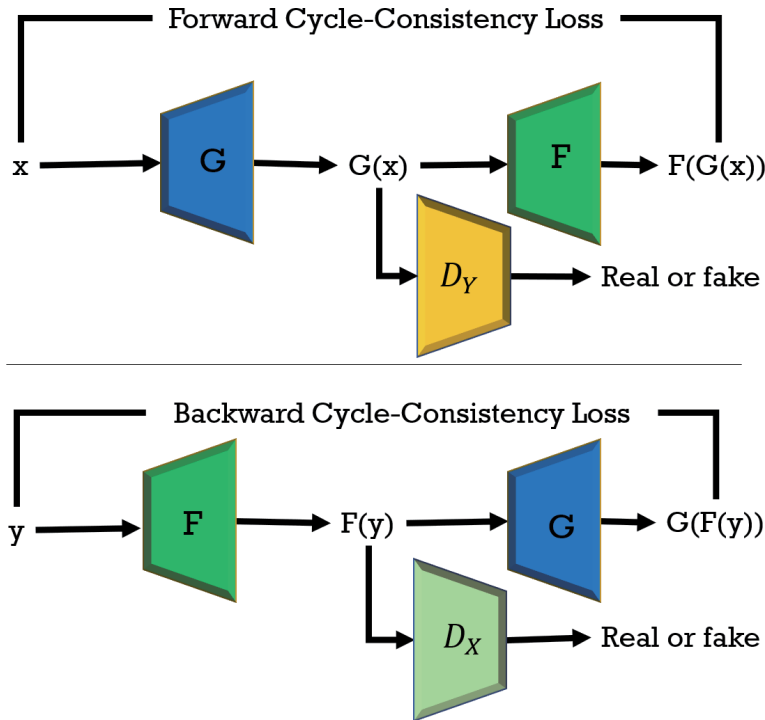 Forward Cycle-Consistency Loss
x
G
G(x)
F
F(G(x))
D_Y
Real or fake
Backward Cycle-Consistency Loss
y
F
F(y)
G
G(F(y))
D_X
Real or fake